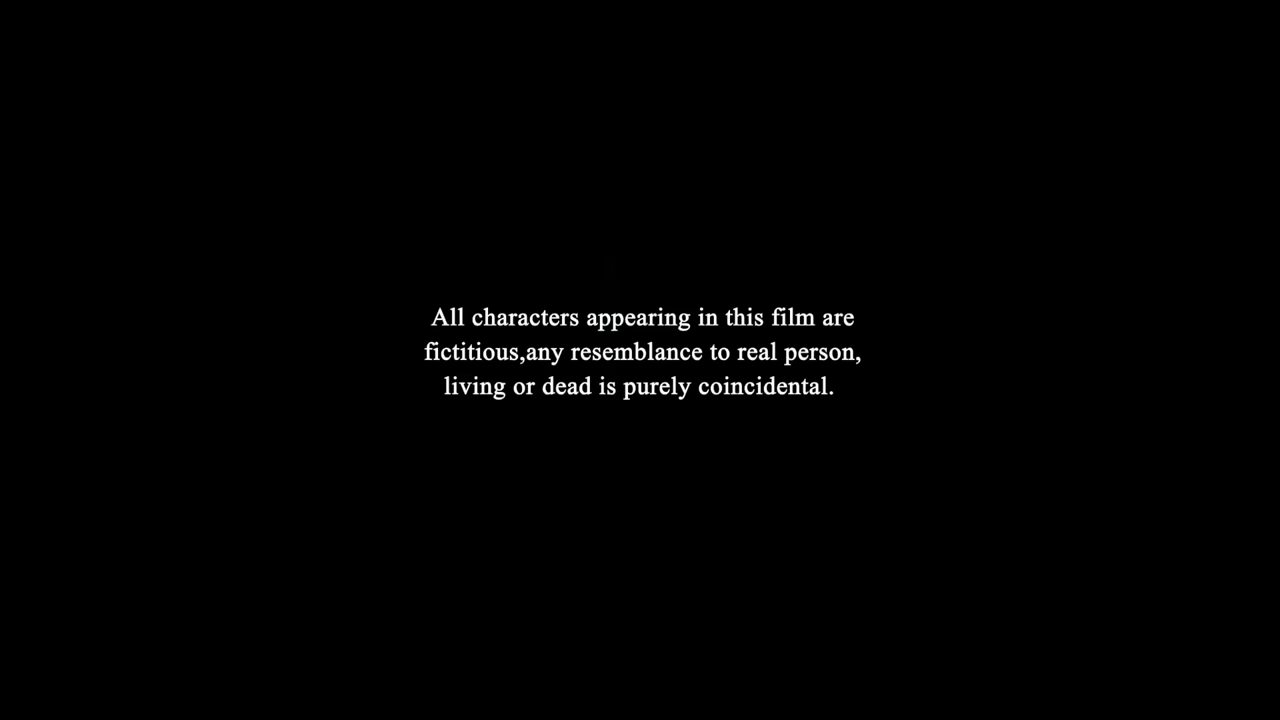 All characters appearing in this film are
fictitious,any resemblance to real person,
living or dead is purely coincidental.